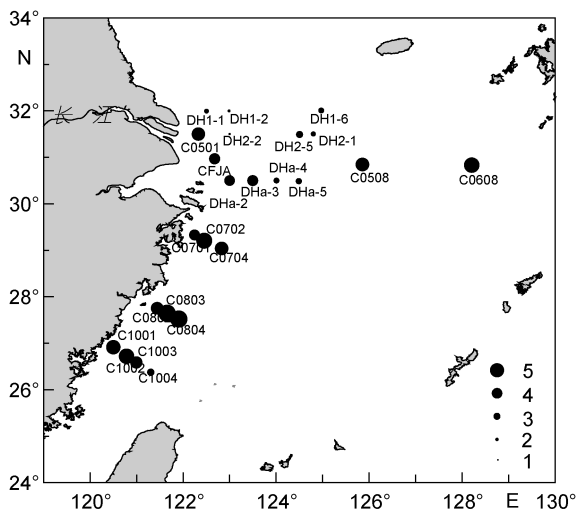 34°
N
32°
30°
28°
26°
24°
DH1-1
DH1-2
DH1-6
C0501
DH2-2
DH2-5
DH2-1
CFJA
DHa-4
DHa-3
DHa-5
C0508
C0608
DHa-2
C0702
C0701
C0704
C0803
C0804
C1001
C1003
C1002
C1004
5
4
3
2
1
120°
122°
124°
126°
128°
E
130°